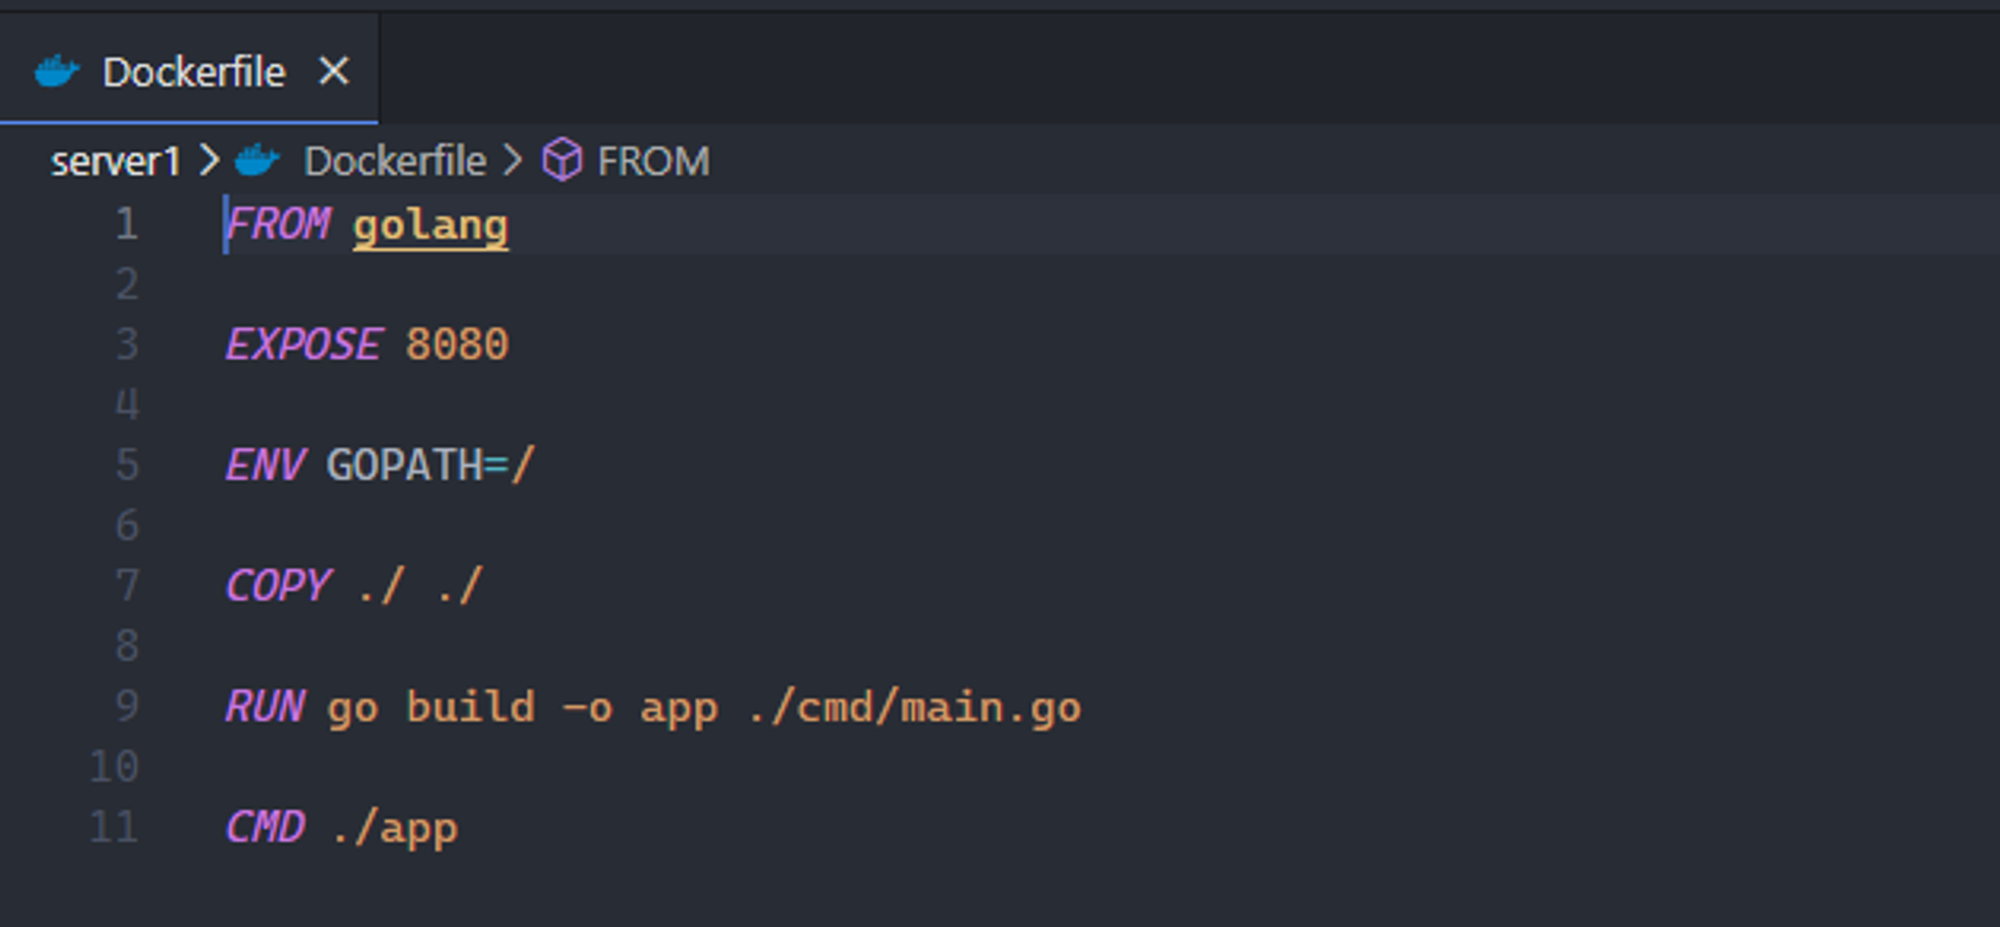 Dockerfile
server1 > Dockerfile > FROM
1 FROM golang
2
3 EXPOSE 8080
4
5 ENV GOPATH=/
6
7 COPY ./ ./
8
9 RUN go build -o app ./cmd/main.go
10
11 CMD ./app